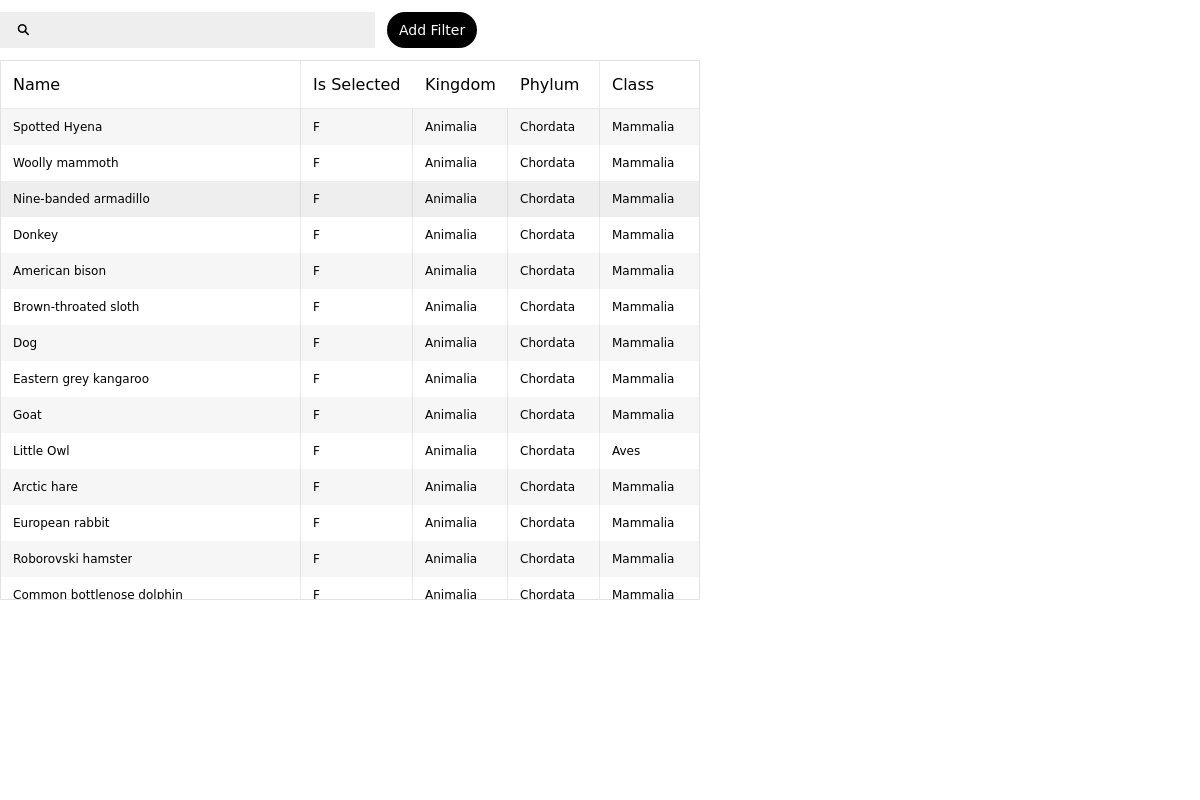 Add Filter
Name Is Selected Kingdom Phylum Class
Spotted Hyena F Animalia Chordata Mammalia
Woolly mammoth F Animalia Chordata Mammalia
Nine-banded armadillo F Animalia Chordata Mammalia
Donkey F Animalia Chordata Mammalia
American bison F Animalia Chordata Mammalia
Brown-throated sloth F Animalia Chordata Mammalia
Dog F Animalia Chordata Mammalia
Eastern grey kangaroo F Animalia Chordata Mammalia
Goat F Animalia Chordata Mammalia
Little Owl F Animalia Chordata Aves
Arctic hare F Animalia Chordata Mammalia
European rabbit F Animalia Chordata Mammalia
Roborovski hamster F Animalia Chordata Mammalia
Common bottlenose dolphin F Animalia Chordata Mammalia